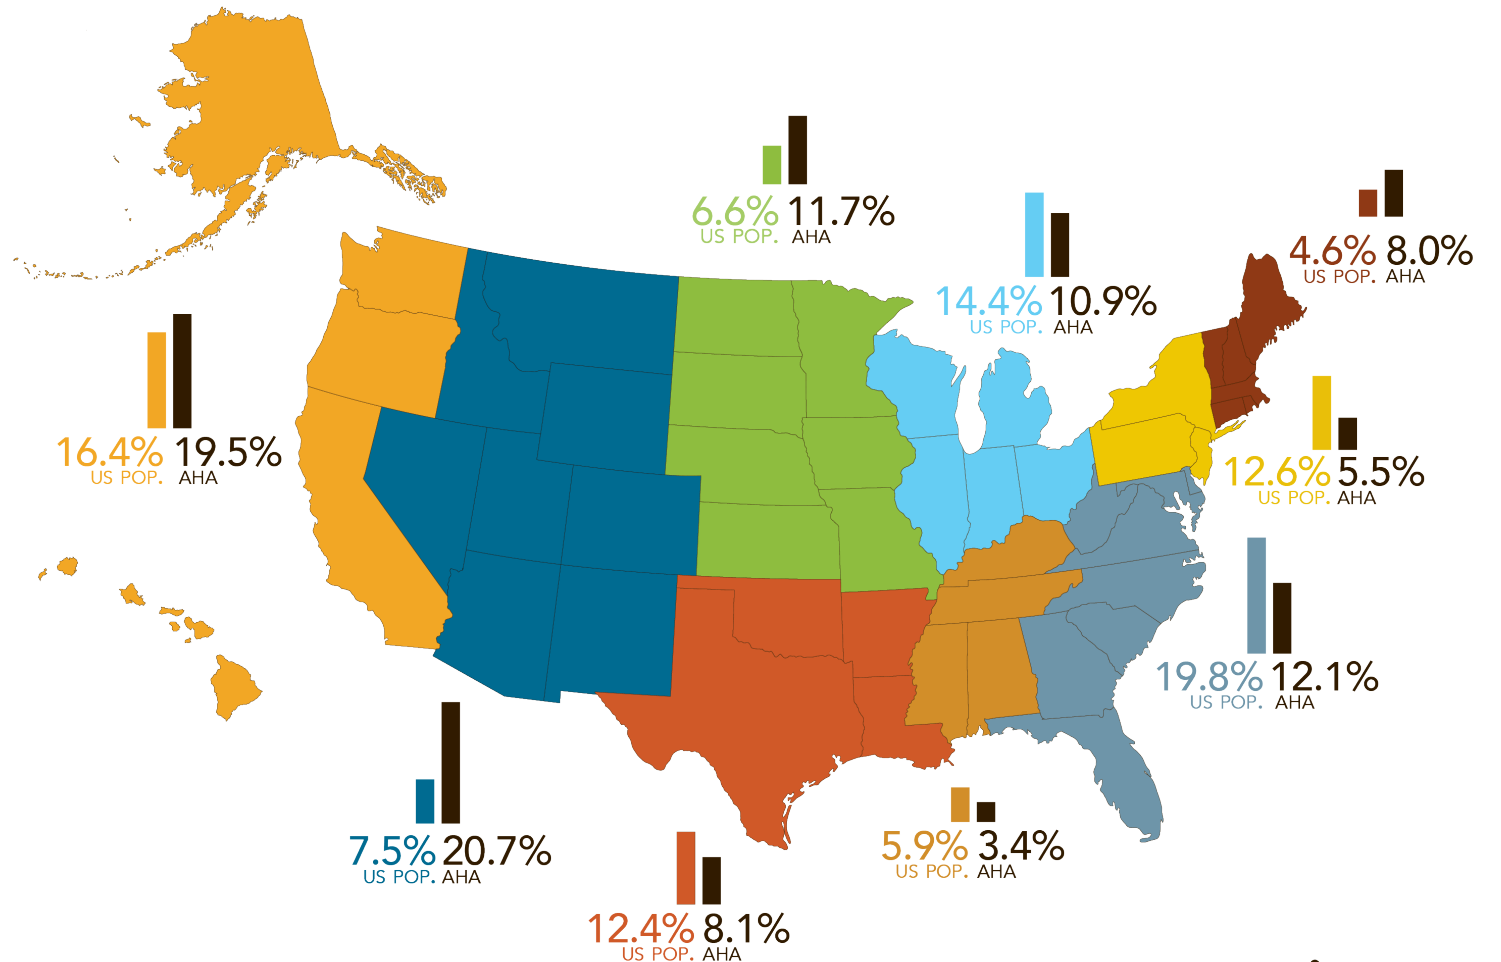 6.6% 11.7%
US POP. AHA
4.6% 8.0%
US POP. AHA
14.4% 10.9%
US POP. AHA
16.4% 19.5%
US POP. AHA
12.6% 5.5%
US POP. AHA
19.8% 12.1%
US POP. AHA
7.5% 20.7%
US POP. AHA
5.9% 3.4%
US POP. AHA
12.4% 8.1%
US POP. AHA